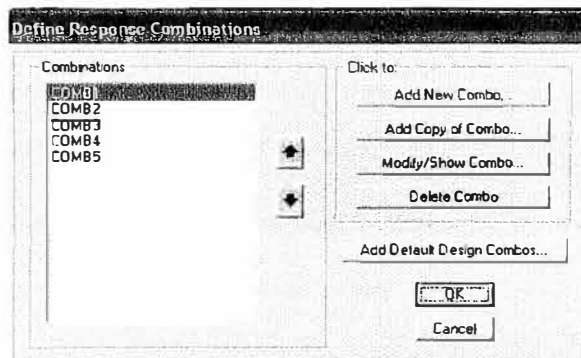 Define Response Combinations
Combinations
COMB2
COMB3
COMB4
COMB5
Click to:
Add New Combo...
Add Copy of Combo...
Modify/Show Combo...
Delete Combo
Add Default Design Combos...
OK
Cancel